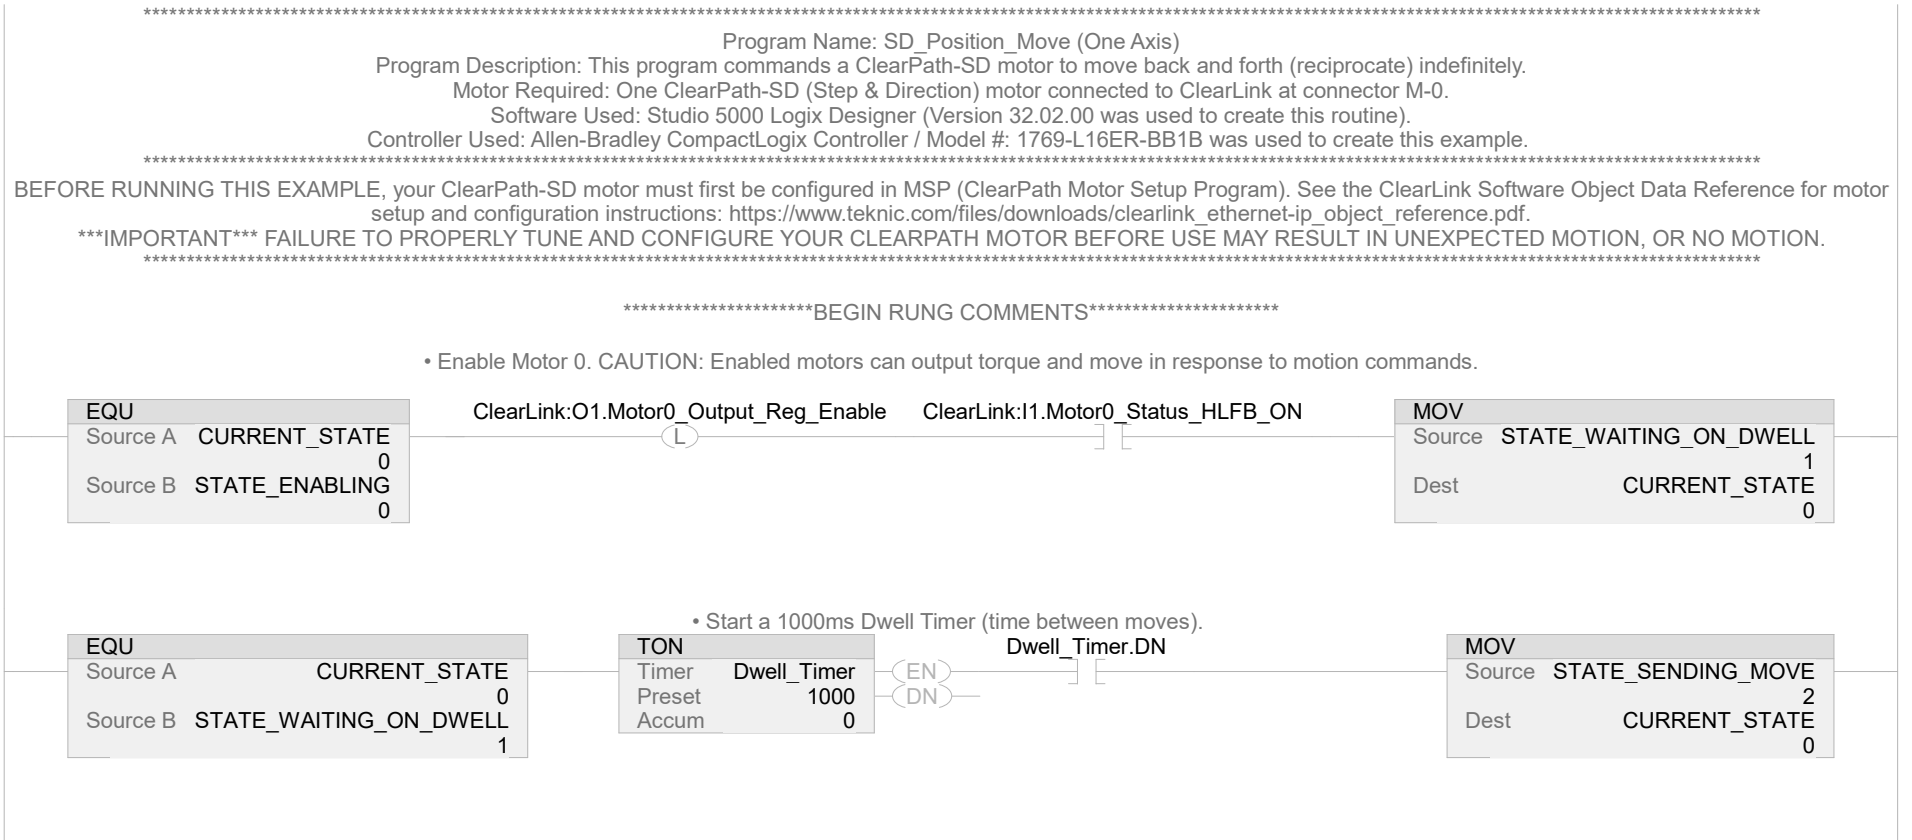 ***********************************************************************************************************************************************************************************************
Program Name: SD_Position_Move (One Axis)
Program Description: This program commands a ClearPath-SD motor to move back and forth (reciprocate) indefinitely.
Motor Required: One ClearPath-SD (Step & Direction) motor connected to ClearLink at connector M-0.
Software Used: Studio 5000 Logix Designer (Version 32.02.00 was used to create this routine).
Controller Used: Allen-Bradley CompactLogix Controller / Model #: 1769-L16ER-BB1B was used to create this example.
***********************************************************************************************************************************************************************************************
BEFORE RUNNING THIS EXAMPLE, your ClearPath-SD motor must first be configured in MSP (ClearPath Motor Setup Program). See the ClearLink Software Object Data Reference for motor
setup and configuration instructions: https://www.teknic.com/files/downloads/clearlink_ethernet-ip_object_reference.pdf.
***IMPORTANT*** FAILURE TO PROPERLY TUNE AND CONFIGURE YOUR CLEARPATH MOTOR BEFORE USE MAY RESULT IN UNEXPECTED MOTION, OR NO MOTION.
***********************************************************************************************************************************************************************************************
**********************BEGIN RUNG COMMENTS**********************
• Enable Motor 0. CAUTION: Enabled motors can output torque and move in response to motion commands.
EQU
Source A CURRENT_STATE
0
Source B STATE_ENABLING
0
ClearLink:O1.Motor0_Output_Reg_Enable
L
ClearLink:I1.Motor0_Status_HLFB_ON
MOV
Source STATE_WAITING_ON_DWELL
1
Dest CURRENT_STATE
0
• Start a 1000ms Dwell Timer (time between moves).
EQU
Source A CURRENT_STATE
0
Source B STATE_WAITING_ON_DWELL
1
TON
Timer Dwell_Timer
Preset 1000
Accum 0
EN
DN
Dwell_Timer.DN
MOV
Source STATE_SENDING_MOVE
2
Dest CURRENT_STATE
0